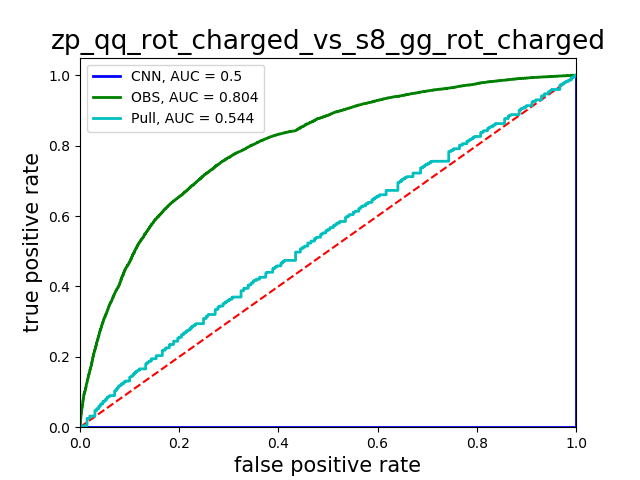 zp_qq_rot_charged_vs_s8_gg_rot_charged
CNN, AUC = 0.5
OBS, AUC = 0.804
Pull, AUC = 0.544
true positive rate
1.0
0.8
0.6
0.4
0.2
0.0
0.0 0.2 0.4 0.6 0.8 1.0
false positive rate